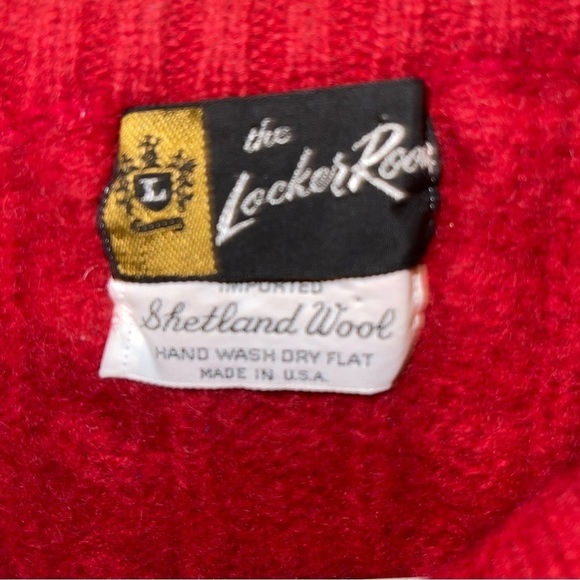 the
Locker Room
L
IMPORTED
Shetland Wool
HAND WASH DRY FLAT
MADE IN U.S.A.